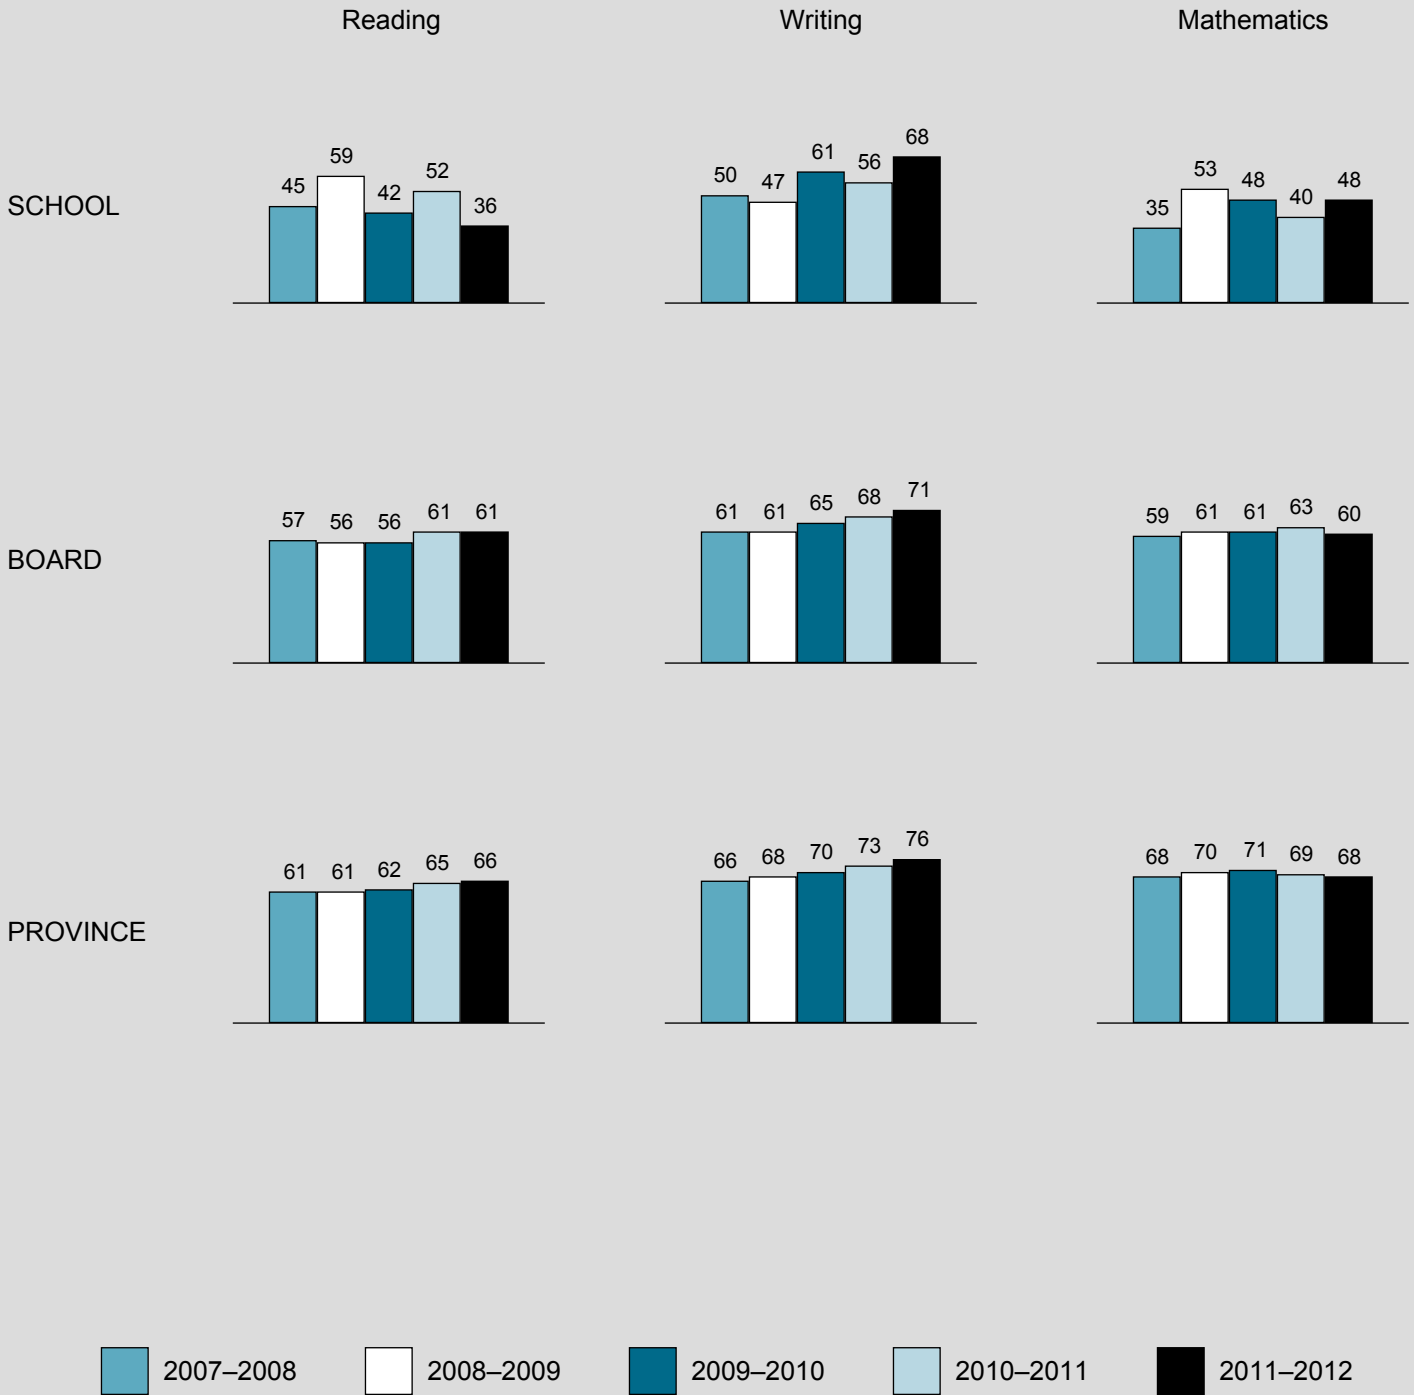 Reading Writing Mathematics
SCHOOL
45 59 42 52 36
50 47 61 56 68
35 53 48 40 48
BOARD
57 56 56 61 61
61 61 65 68 71
59 61 61 63 60
PROVINCE
61 61 62 65 66
66 68 70 73 76
68 70 71 69 68
2007–2008 2008–2009 2009–2010 2010–2011 2011–2012